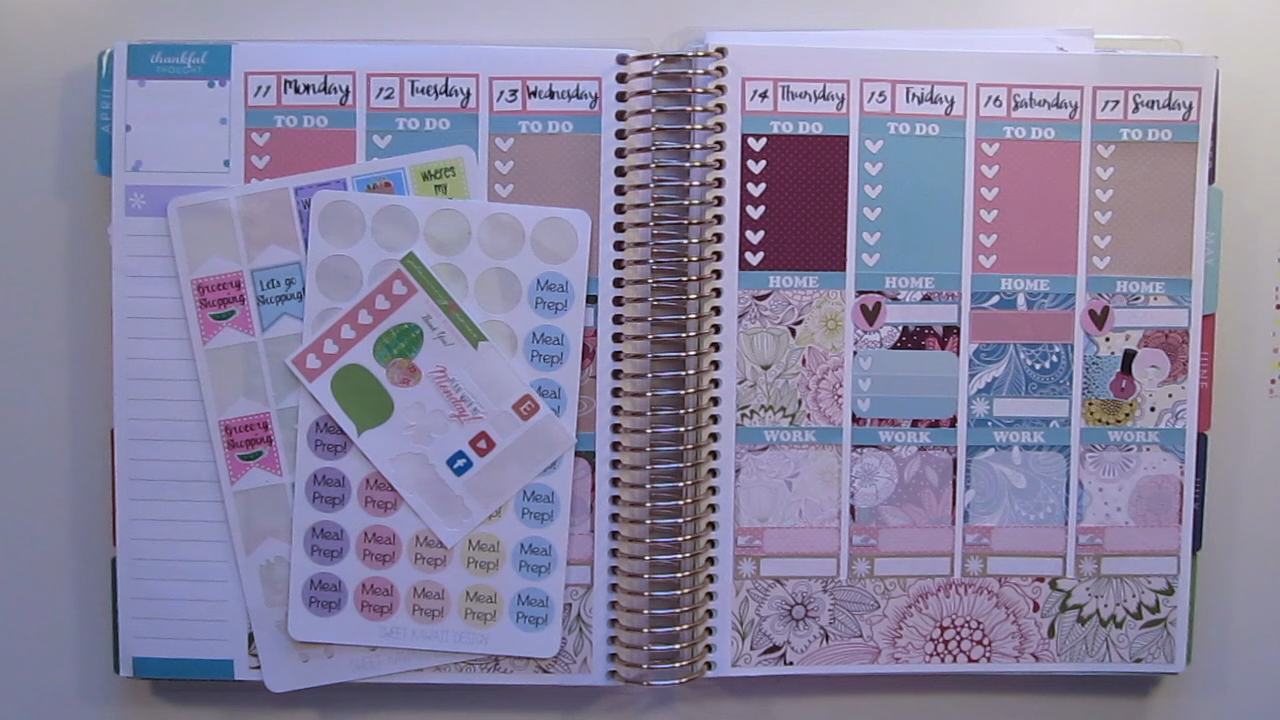 thankful
THOUGHT
APRIL
11 Monday
12 Tuesday
13 Wednesday
14 Thursday
15 Friday
16 Saturday
17 Sunday
TO DO
TO DO
TO DO
TO DO
TO DO
TO DO
TO DO
HOME
HOME
HOME
HOME
WORK
WORK
WORK
WORK
MAY
JUNE
Where's
my
Grocery
Shopping
Let's go
Shopping!
Grocery
Shopping
Thank You!
Monday!
f
E
Meal
Prep!
Meal
Prep!
Meal
Prep!
Meal
Prep!
Meal
Prep!
Meal
Prep!
Meal
Prep!
Meal
Prep!
Meal
Prep!
Meal
Prep!
Meal
Prep!
Meal
Prep!
Meal
Prep!
Meal
Prep!
Meal
Prep!
Meal
Prep!
Meal
Prep!
SWEET KAWAII DESIGN